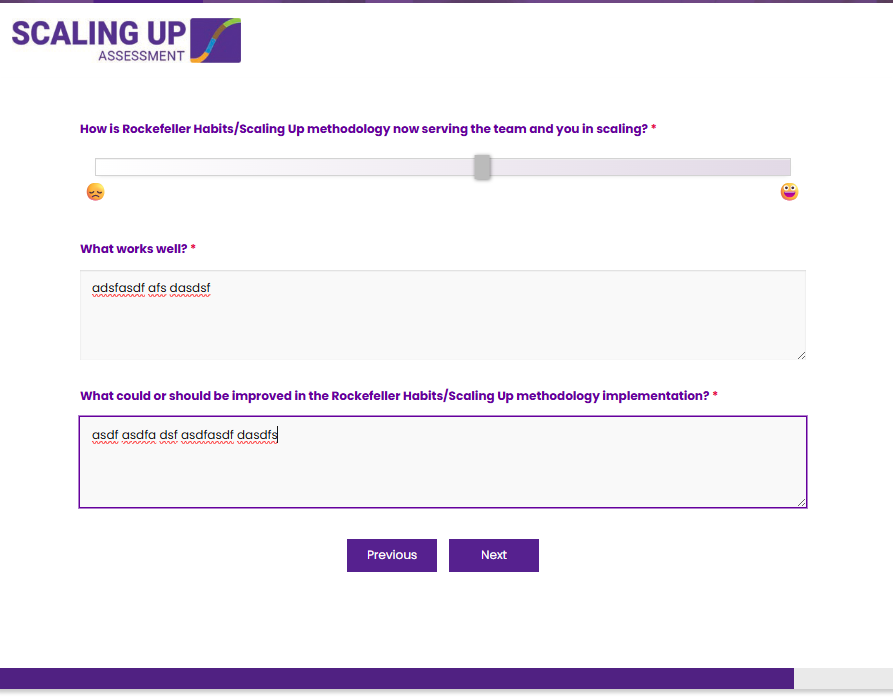 SCALING UP
ASSESSMENT
How is Rockefeller Habits/Scaling Up methodology now serving the team and you in scaling? *
What works well? *
adsfasdf afs dasdsf
What could or should be improved in the Rockefeller Habits/Scaling Up methodology implementation? *
asdf asdfa dsf asdfasdf dasdfs
Previous Next